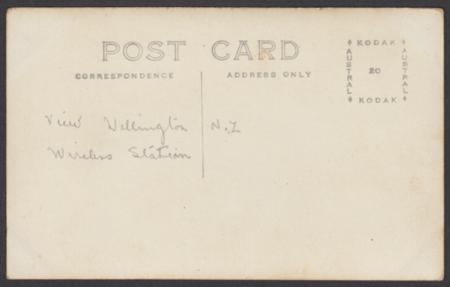 POST CARD
CORRESPONDENCE
ADDRESS ONLY
KODAK
AUSTRAL
20
AUSTRAL
KODAK
View Wellington N.Z
Wireless Station